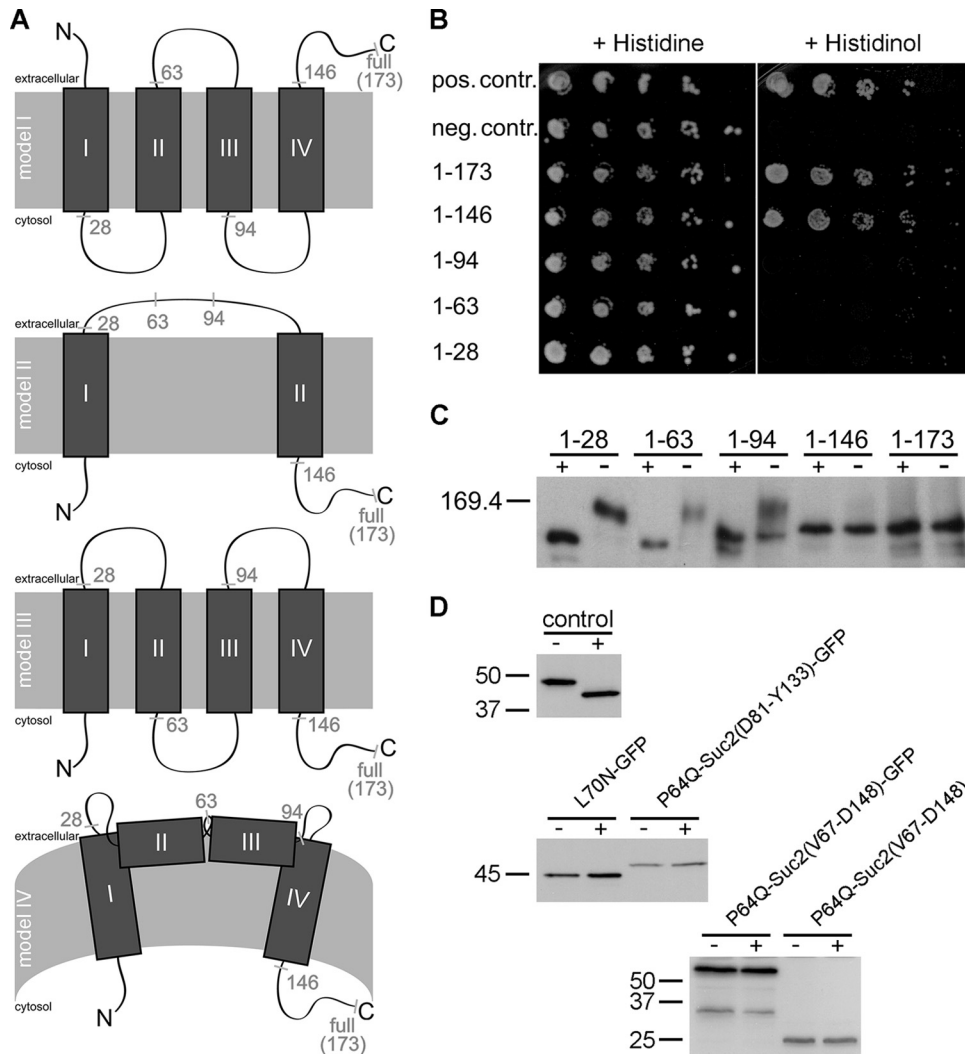 A
N
C
full
(173)
63
146
extracellular
model I
I
II
III
IV
cytosol
28
94
extracellular
28
63
94
model II
I
II
cytosol
146
N
C
full
(173)
28
94
extracellular
model III
I
II
III
IV
cytosol
63
146
N
C
full
(173)
28
63
94
extracellular
II
III
I
IV
model IV
146
cytosol
N
C
full
(173)
B
+ Histidine + Histidinol
pos. contr.
neg. contr.
1-173
1-146
1-94
1-63
1-28
C
1-28 1-63 1-94 1-146 1-173
+ - + - + - + - + -
169.4
D
control
- +
50
37
L70N-GFP
P64Q-Suc2(D81-Y133)-GFP
- + - +
45
P64Q-Suc2(V67-D148)-GFP
P64Q-Suc2(V67-D148)
- + - +
50
37
25